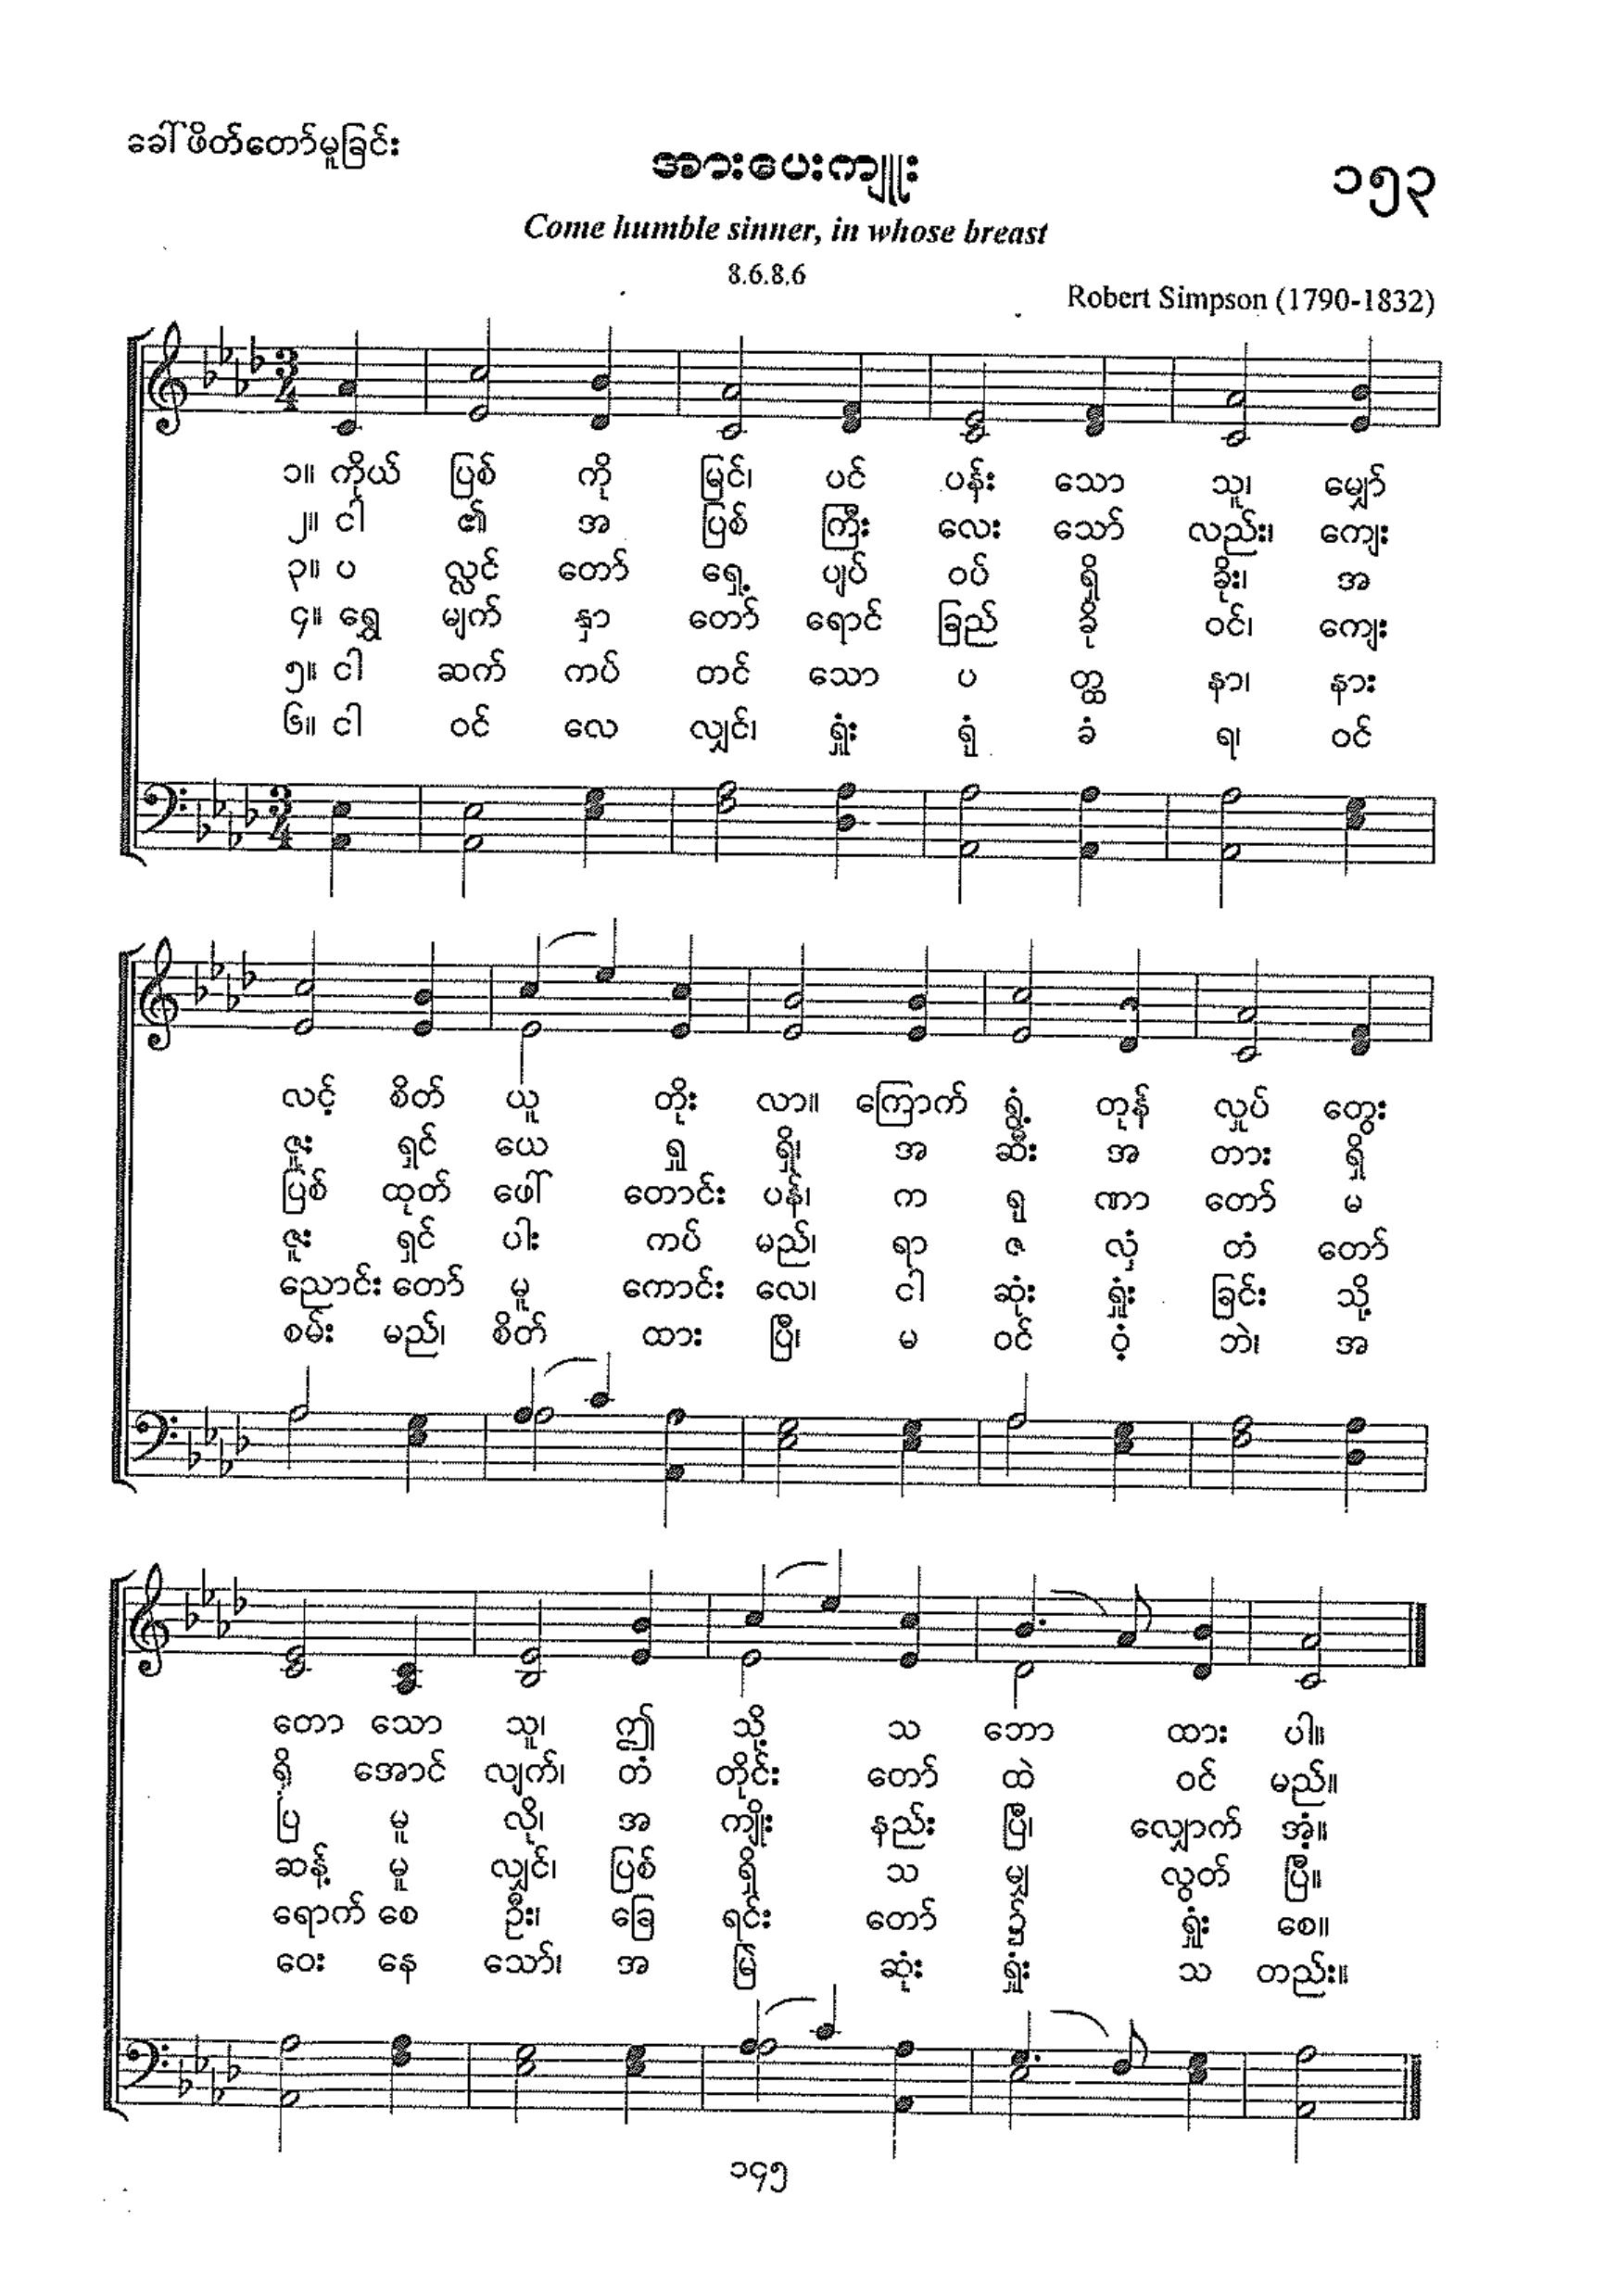 ခေါ်ဖိတ်တော်မူခြင်း
အားပေးကျူး
၁၅၃
Come humble sinner, in whose breast
8.6.8.6
Robert Simpson (1790-1832)
၁။ ကိုယ် ပြစ် ကို မြင်၊ ပင် ပန်း သော သူ၊ မျှော်
၂။ ငါ ၏ အ ပြစ် ကြီး လေး သော် လည်း၊ ကျေး
၃။ ပ လ္လင် တော် ရှေ့ ပျပ် ဝပ် ရှိ ခိုး၊ အ
၄။ ရွှေ မျက် နှာ တော် ရောင် ခြည် ခို ဝင်၊ ကျေး
၅။ ငါ ဆက် ကပ် တင် သော ပ တ္ထ နာ၊ နား
၆။ ငါ ဝင် လေ လျှင်၊ ရှုံး ရှုံ ခံ ရ၊ ဝင်
လင့် စိတ် ယူ တိုး လာ။ ကြောက် ရွံ့ တုန် လှုပ် တွေး
ဇူး ရှင် ယေ ရှု ရှိ၊ အ ဆီး အ တား ရှိ
ပြစ် ထုတ် ဖေါ် တောင်း ပန်၊ က ရု ဏာ တော် မ
ဇူး ရှင် ပါး ကပ် မည်၊ ရာ ဇ လှံ တံ တော်
ညောင်း တော် မူ ကောင်း လေ၊ ငါ ဆုံး ရှုံး ခြင်း သို့
စမ်း မည်၊ စိတ် ထား ပြီ၊ မ ဝင် ဝံ့ ဘဲ၊ အ
တော သော သူ၊ ဤ သို့ သ ဘော ထား ပါ။
ရှိ အောင် လျက်၊ တံ တိုင်း တော် ထဲ ဝင် မည်။
ပြ မူ လို၊ အ ကျိုး နည်း ပြီ၊ လျှောက် အံ့။
ဆန့် မူ လျှင်၊ ပြစ် ရှိ သ မျှ လွတ် ပြီ။
ရောက် စေ ဦး၊ ခြေ ရင်း တော် ၌ ရှုံး စေ။
ဝေး နေ သော်၊ အ မြဲ ဆုံး ရှုံး သ တည်း။
၁၄၅